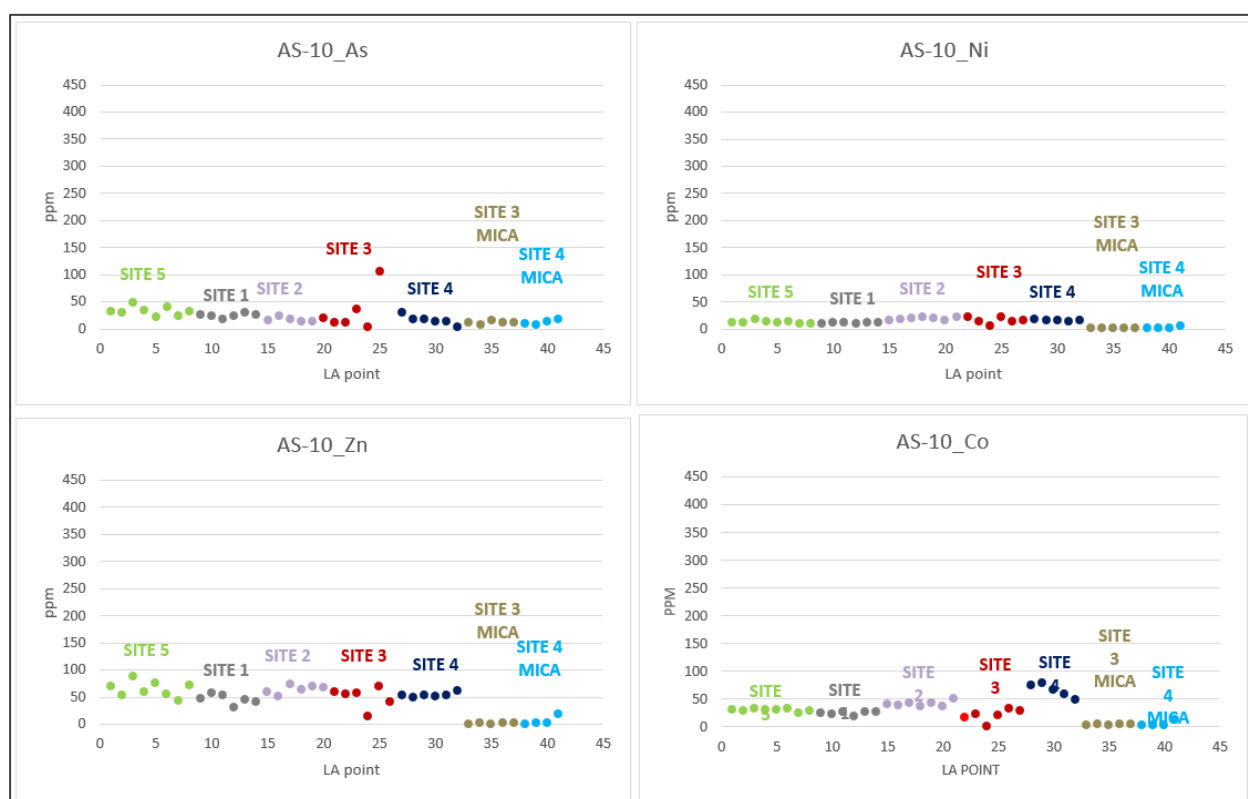 AS-10_As
450
400
350
300
250
200
150
100
50
0
ppm
SITE 5
SITE 1
SITE 2
SITE 3
SITE 4
SITE 3
MICA
SITE 4
MICA
0 5 10 15 20 25 30 35 40 45
LA point
AS-10_Ni
450
400
350
300
250
200
150
100
50
0
ppm
SITE 5
SITE 1
SITE 2
SITE 3
SITE 4
SITE 3
MICA
SITE 4
MICA
0 5 10 15 20 25 30 35 40 45
LA point
AS-10_Zn
450
400
350
300
250
200
150
100
50
0
ppm
SITE 5
SITE 1
SITE 2
SITE 3
SITE 4
SITE 3
MICA
SITE 4
MICA
0 5 10 15 20 25 30 35 40 45
LA point
AS-10_Co
450
400
350
300
250
200
150
100
50
0
PPM
SITE
5
SITE
1
SITE
2
SITE
3
SITE
4
SITE
3
MICA
SITE
4
MICA
0 5 10 15 20 25 30 35 40 45
LA POINT